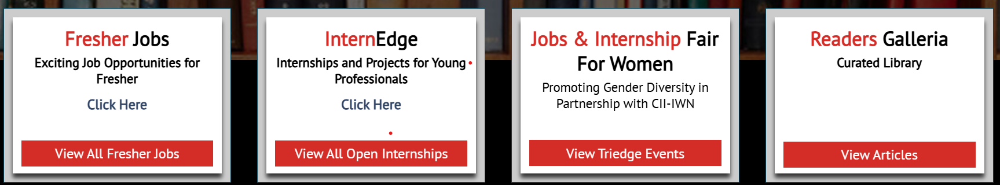 Fresher Jobs
Exciting Job Opportunities for
Fresher
Click Here
View All Fresher Jobs
InternEdge
Internships and Projects for Young
Professionals
Click Here
View All Open Internships
Jobs & Internship Fair
For Women
Promoting Gender Diversity in
Partnership with CII-IWN
View Triedge Events
Readers Galleria
Curated Library
View Articles